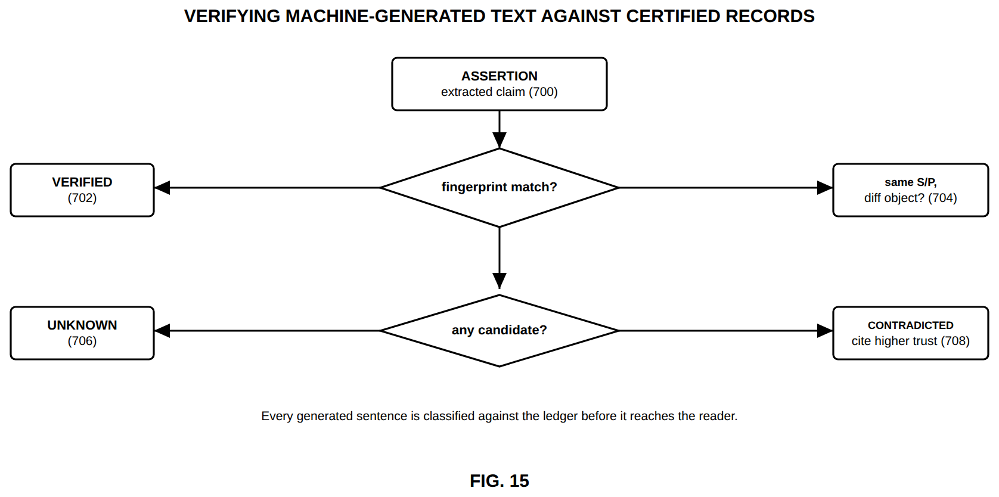 VERIFYING MACHINE-GENERATED TEXT AGAINST CERTIFIED RECORDS
ASSERTION
extracted claim (700)
VERIFIED
(702)
fingerprint match?
same S/P,
diff object? (704)
UNKNOWN
(706)
any candidate?
CONTRADICTED
cite higher trust (708)
Every generated sentence is classified against the ledger before it reaches the reader.
FIG. 15